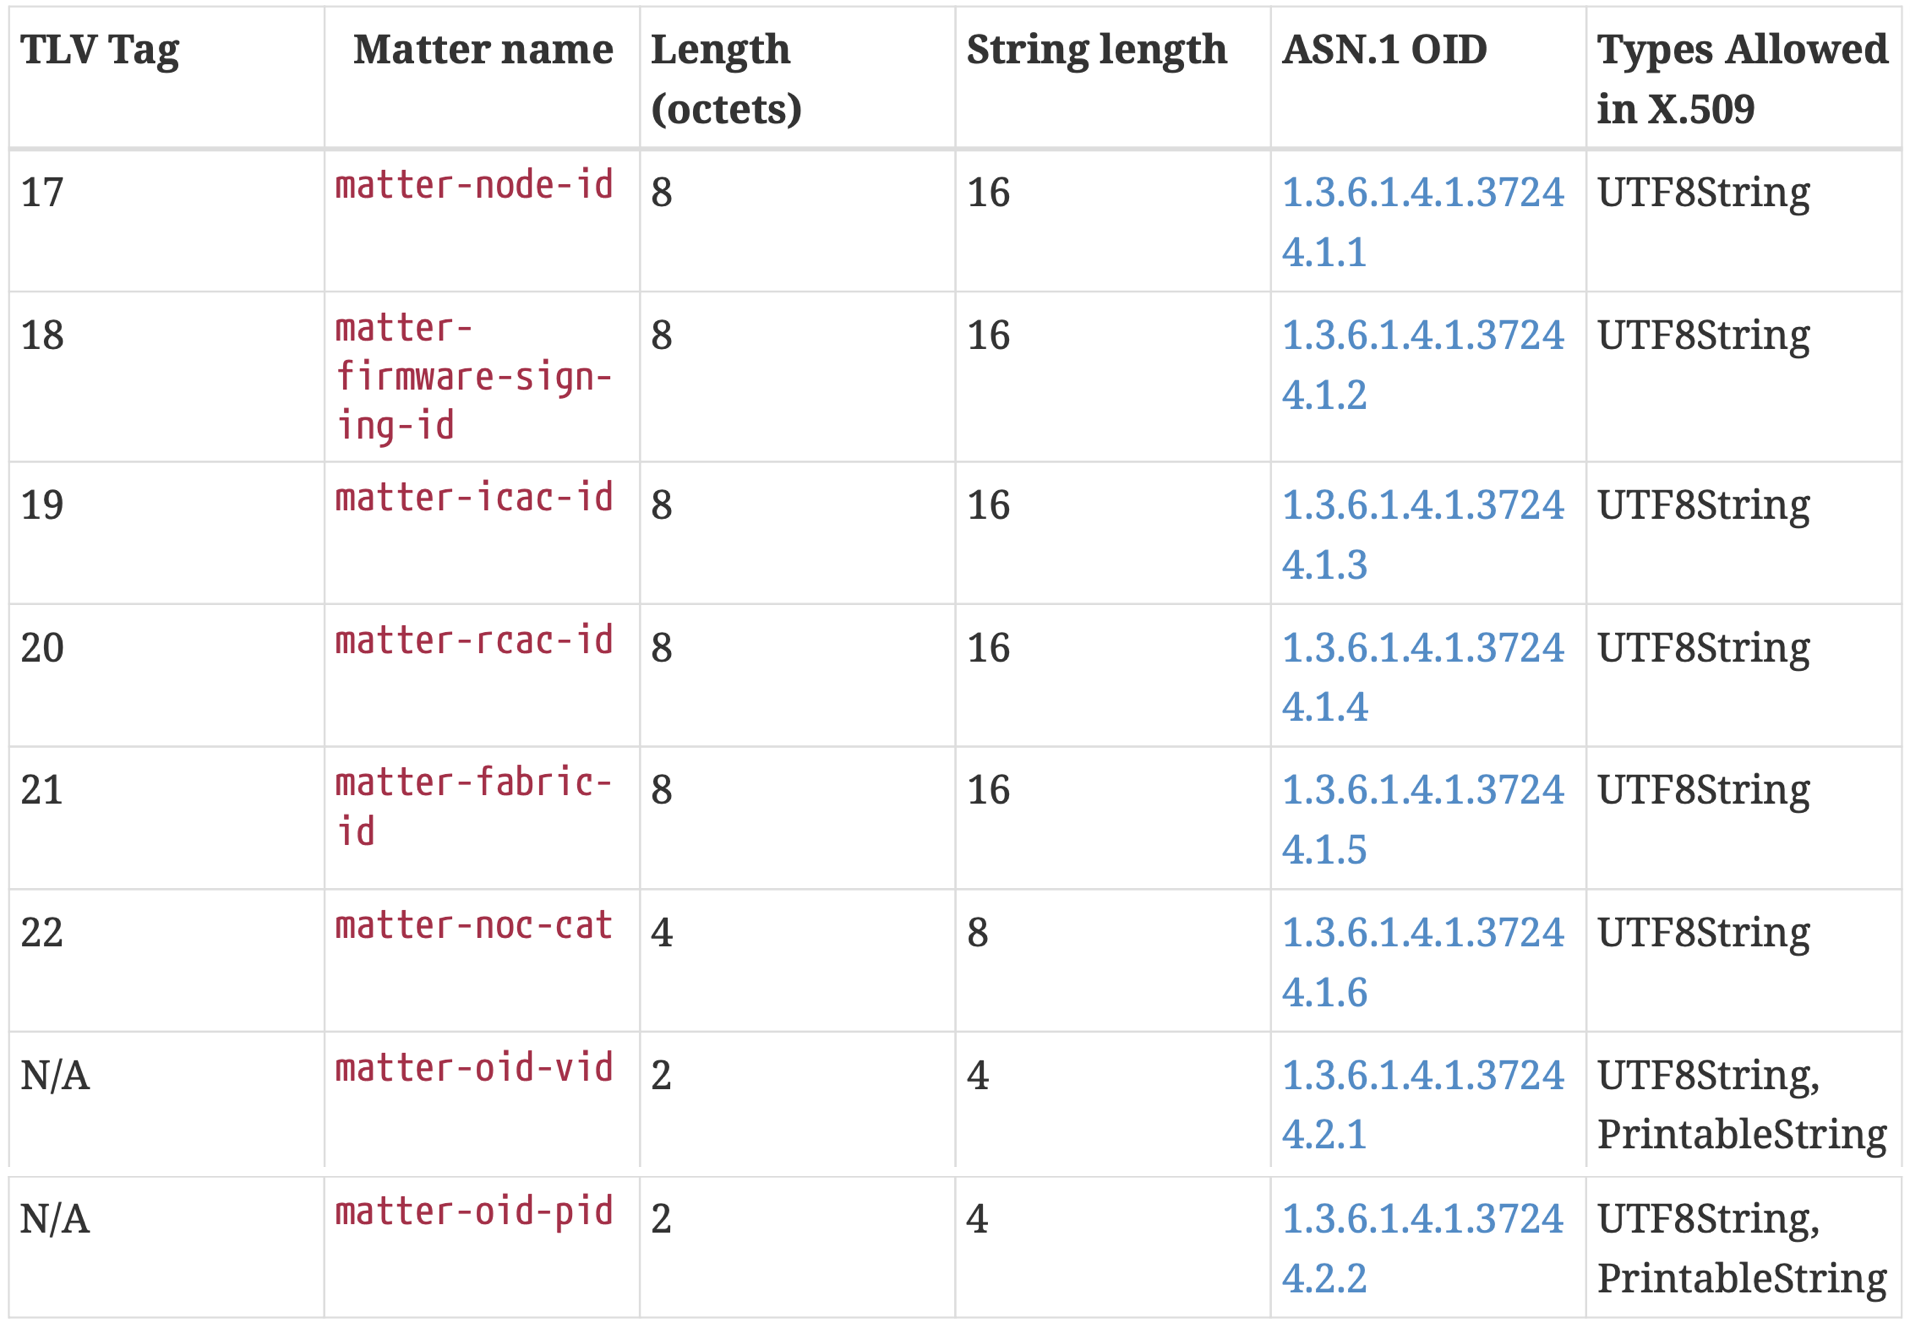 TLV Tag Matter name Length (octets) String length ASN.1 OID Types Allowed in X.509
17 matter-node-id 8 16 1.3.6.1.4.1.37244.1.1 UTF8String
18 matter-firmware-sign-ing-id 8 16 1.3.6.1.4.1.37244.1.2 UTF8String
19 matter-icac-id 8 16 1.3.6.1.4.1.37244.1.3 UTF8String
20 matter-rcac-id 8 16 1.3.6.1.4.1.37244.1.4 UTF8String
21 matter-fabric-id 8 16 1.3.6.1.4.1.37244.1.5 UTF8String
22 matter-noc-cat 4 8 1.3.6.1.4.1.37244.1.6 UTF8String
N/A matter-oid-vid 2 4 1.3.6.1.4.1.37244.2.1 UTF8String, PrintableString
N/A matter-oid-pid 2 4 1.3.6.1.4.1.37244.2.2 UTF8String, PrintableString